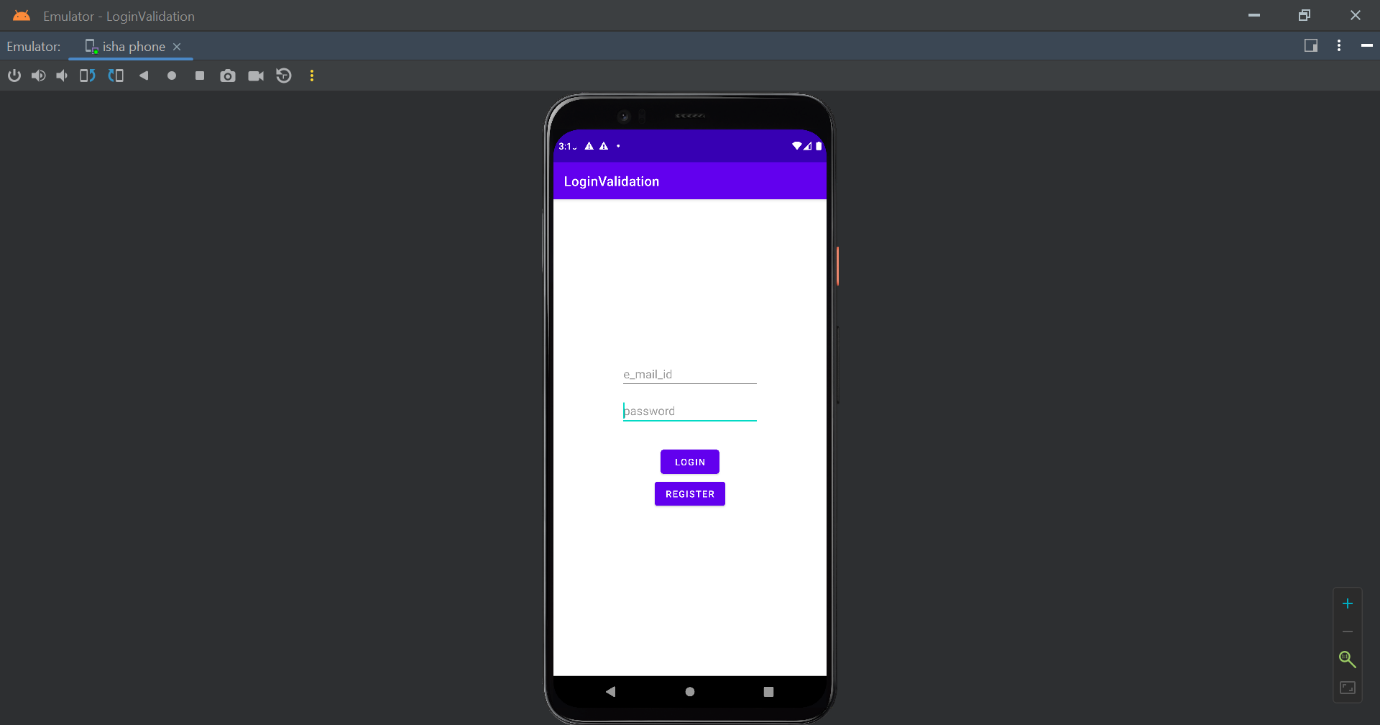 Emulator - LoginValidation
Emulator: isha phone
LoginValidation
e_mail_id
password
LOGIN
REGISTER